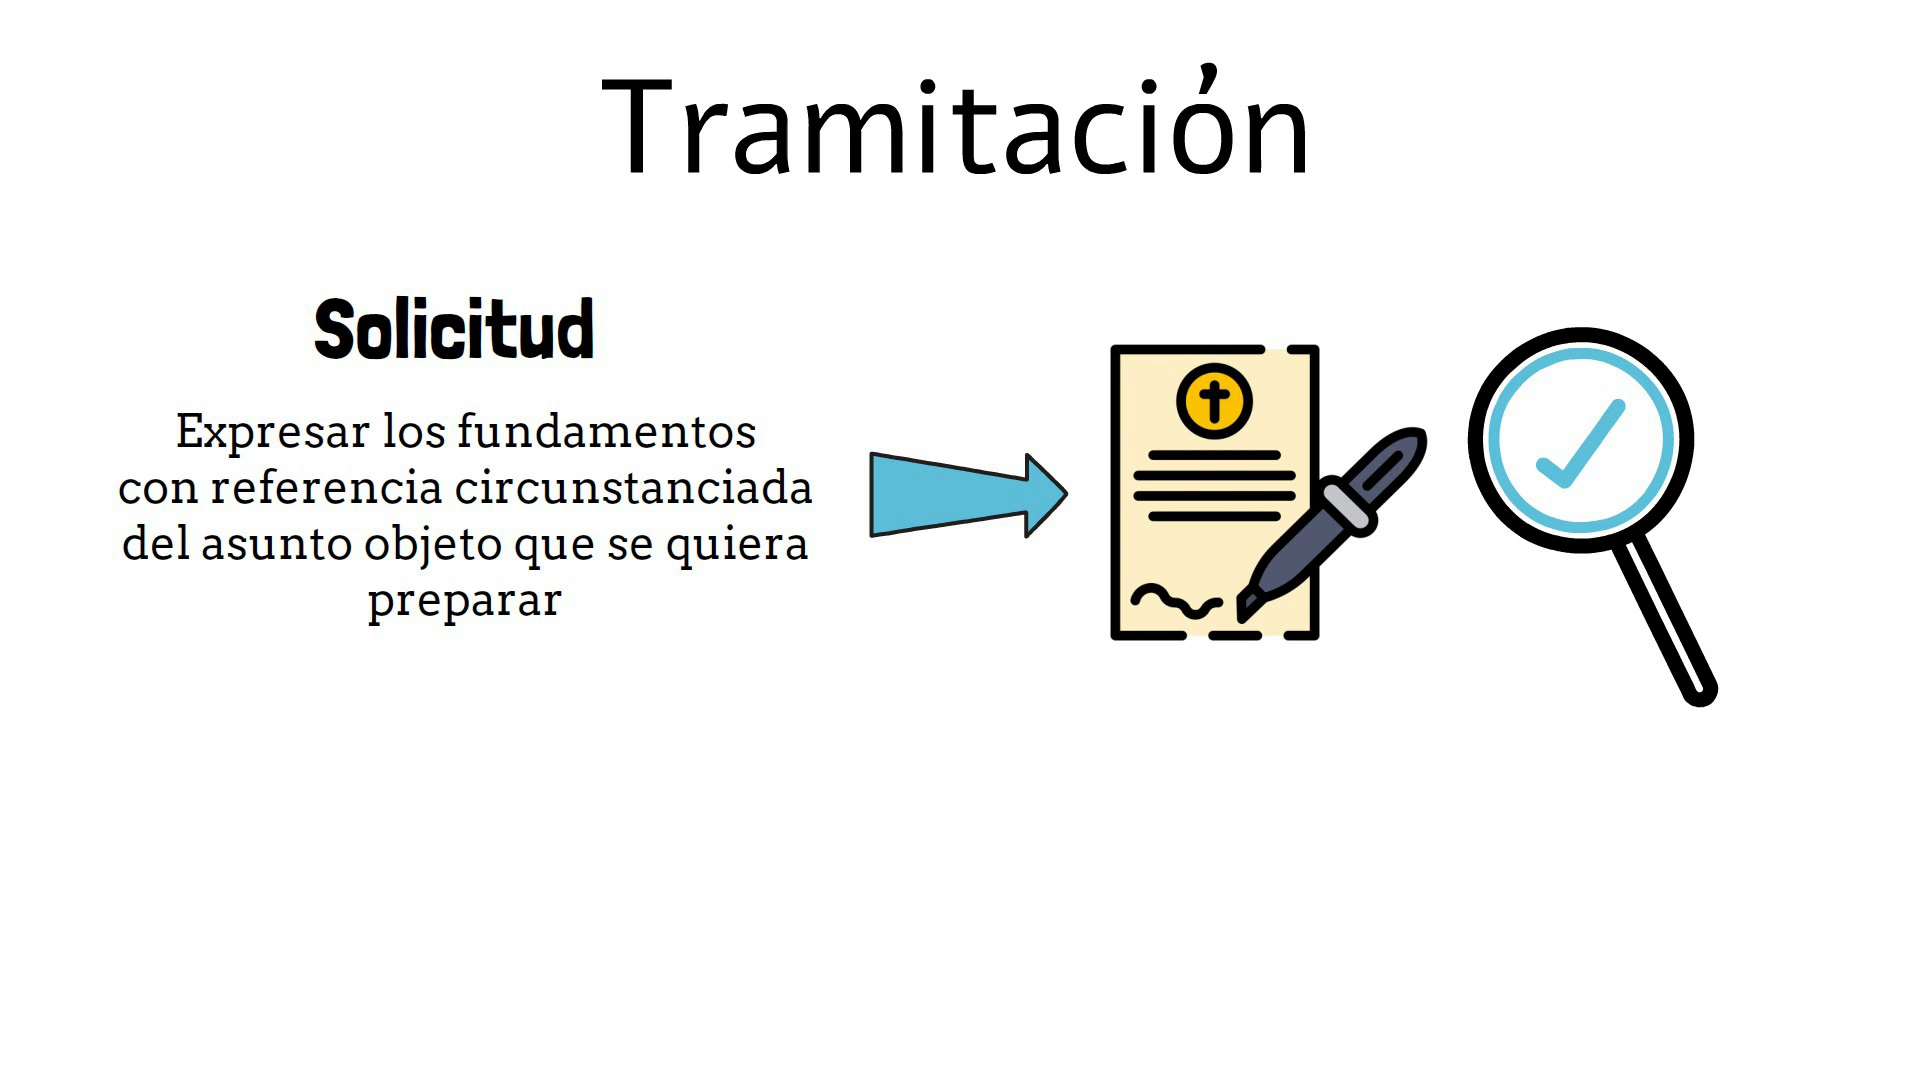 Tramitación
Solicitud
Expresar los fundamentos
con referencia circunstanciada
del asunto objeto que se quiera
preparar